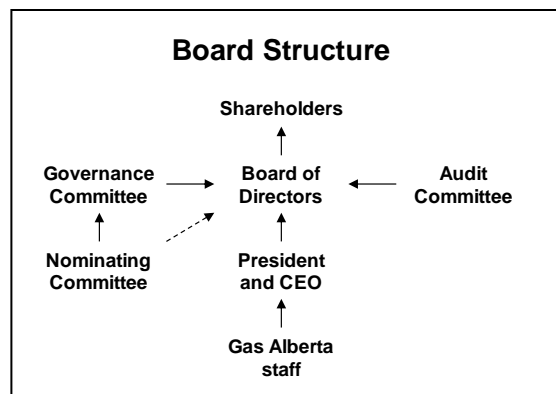 Board Structure
Shareholders
Governance
Committee
Board of
Directors
Audit
Committee
Nominating
Committee
President
and CEO
Gas Alberta
staff